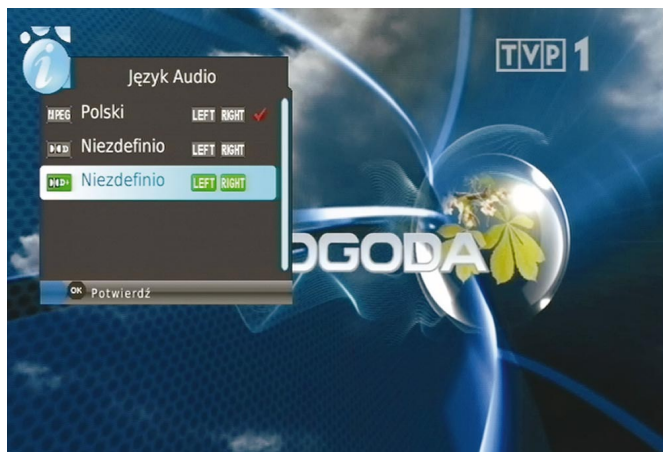 TVP 1
Język Audio
MPEG Polski LEFT RIGHT
Niezdefinio LEFT RIGHT
Niezdefinio LEFT RIGHT
OGODA
OK Potwierdź